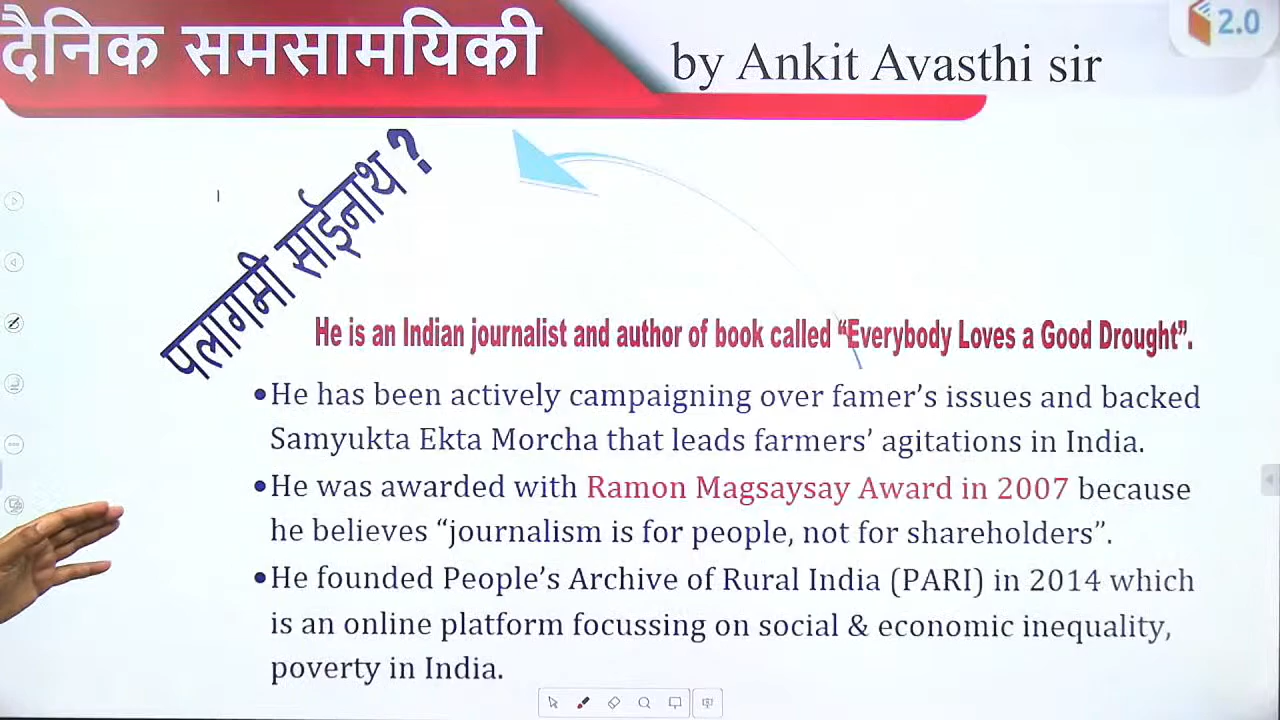 दैनिक समसामयिकी
by Ankit Avasthi sir
2.0
पलागमी साईनाथ ?
He is an Indian journalist and author of book called “Everybody Loves a Good Drought”.
•He has been actively campaigning over famer’s issues and backed
Samyukta Ekta Morcha that leads farmers’ agitations in India.
•He was awarded with Ramon Magsaysay Award in 2007 because
he believes “journalism is for people, not for shareholders”.
•He founded People’s Archive of Rural India (PARI) in 2014 which
is an online platform focussing on social & economic inequality,
poverty in India.